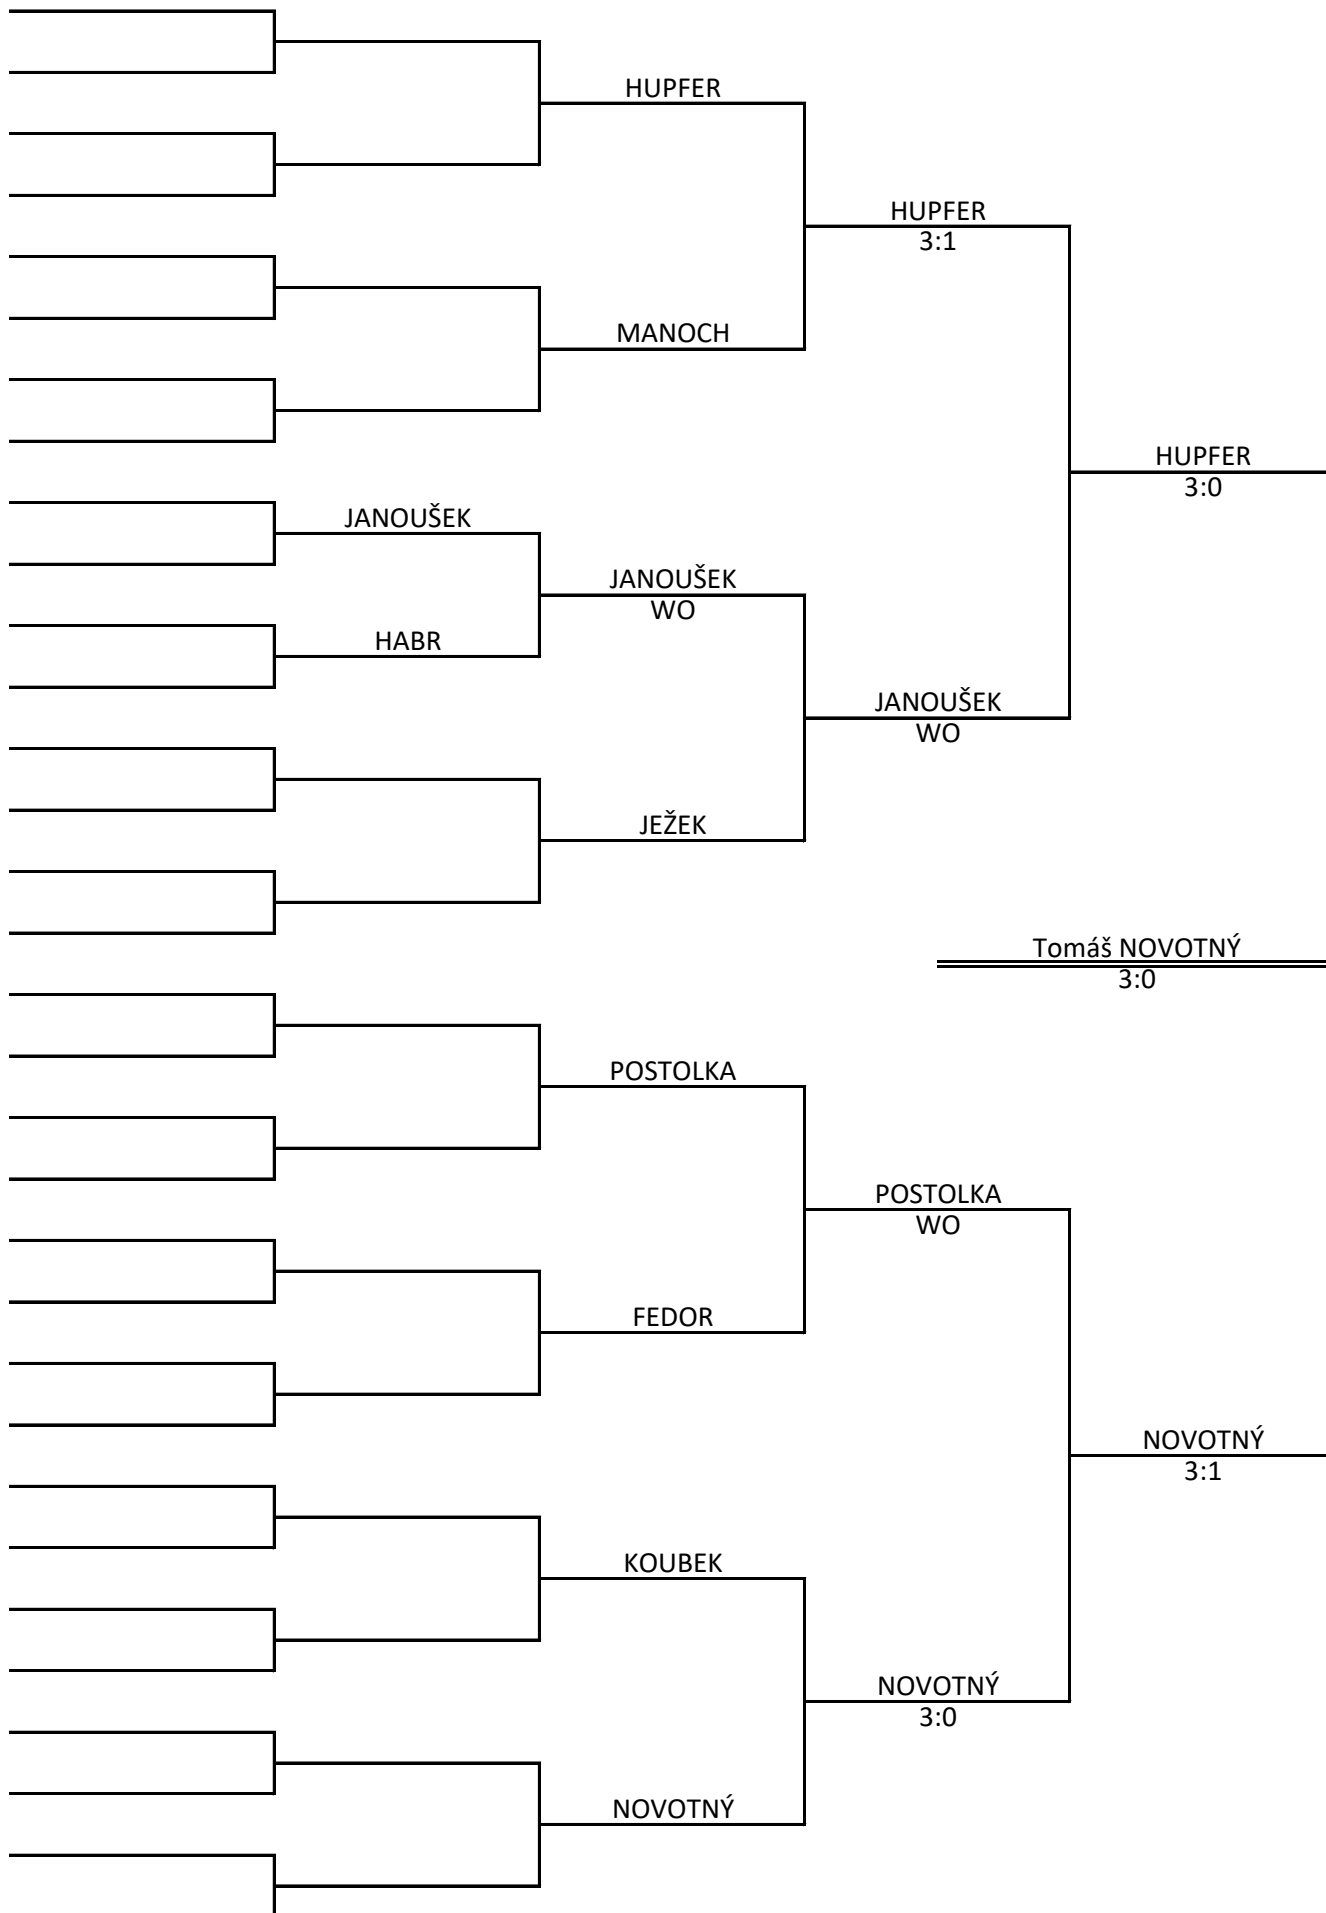 HUPFER
HUPFER
3:1
MANOCH
HUPFER
3:0
JANOUŠEK
JANOUŠEK
WO
HABR
JANOUŠEK
WO
JEŽEK
Tomáš NOVOTNÝ
3:0
POSTOLKA
POSTOLKA
WO
FEDOR
NOVOTNÝ
3:1
KOUBEK
NOVOTNÝ
3:0
NOVOTNÝ